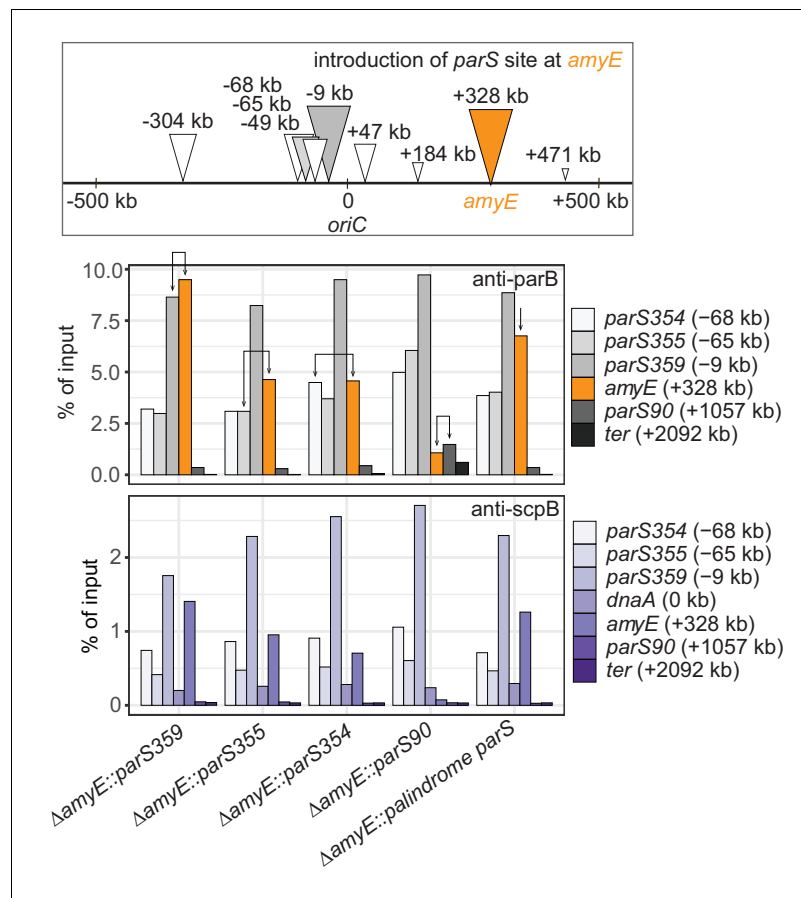 introduction of parS site at amyE
-68 kb
-9 kb
+328 kb
-65 kb
-304 kb
-49 kb
+47 kb
+184 kb
+471 kb
-500 kb
0
amyE
+500 kb
oriC
10.0
7.5
5.0
2.5
0.0
% of input
anti-parB
parS354 (−68 kb)
parS355 (−65 kb)
parS359 (−9 kb)
amyE (+328 kb)
parS90 (+1057 kb)
ter (+2092 kb)
2
1
0
% of input
anti-scpB
parS354 (−68 kb)
parS355 (−65 kb)
parS359 (−9 kb)
dnaA (0 kb)
amyE (+328 kb)
parS90 (+1057 kb)
ter (+2092 kb)
ΔamyE::parS359
ΔamyE::parS355
ΔamyE::parS354
ΔamyE::parS90
ΔamyE::palindrome parS